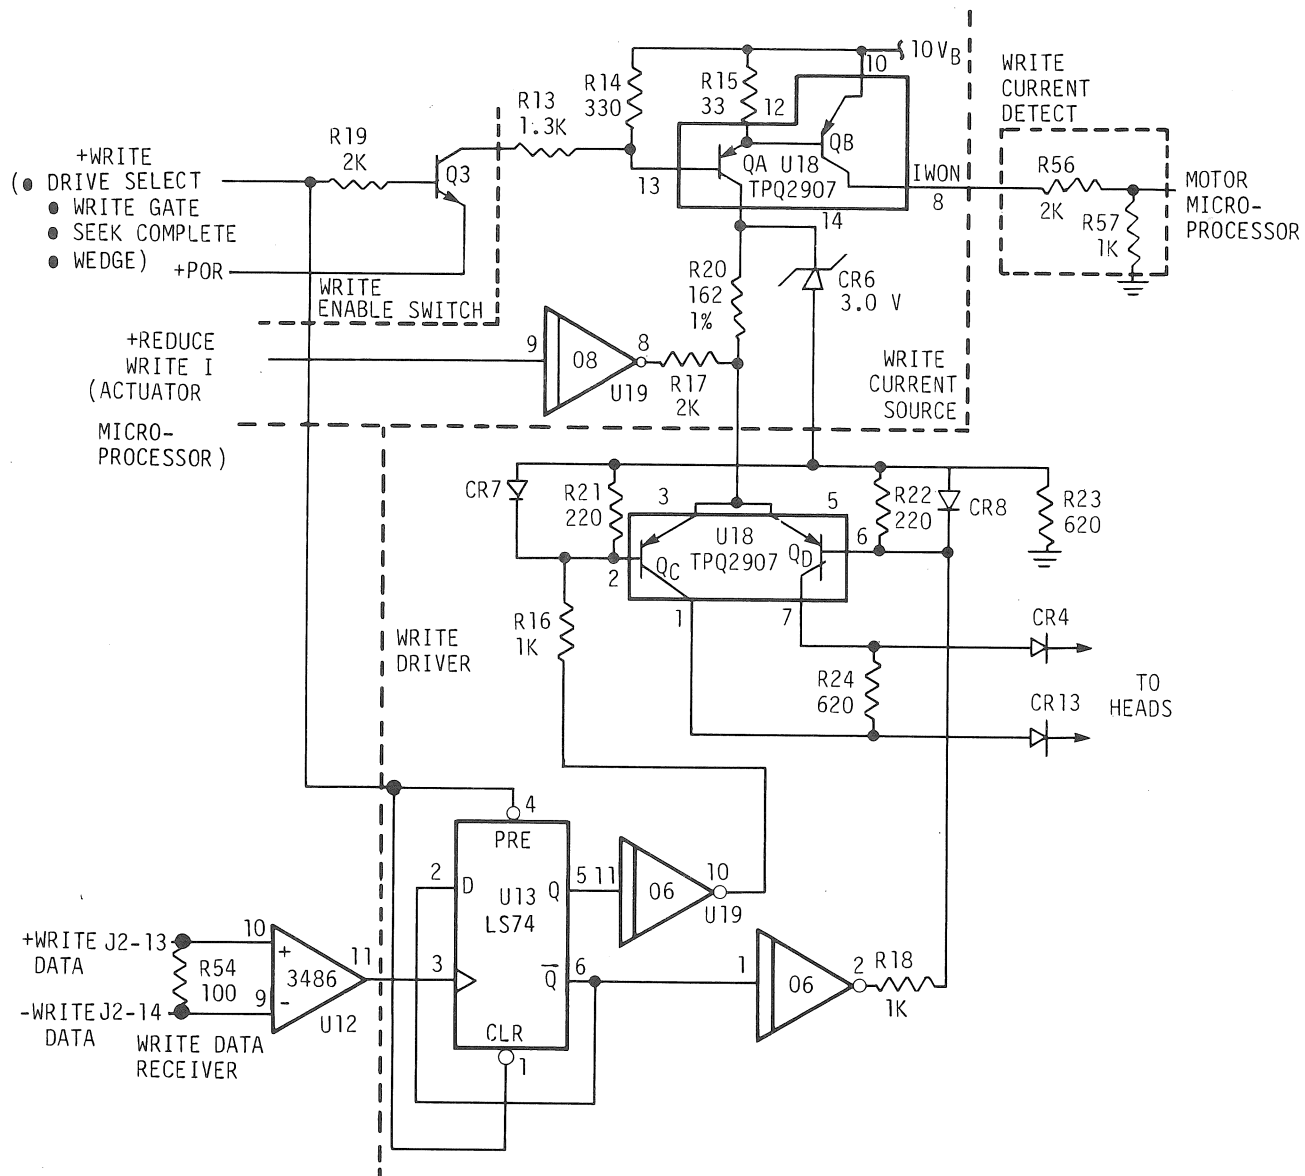 10V_B
10
WRITE
CURRENT
DETECT
R14
330
R15
33
12
R13
1.3K
R19
2K
+WRITE
(● DRIVE SELECT
● WRITE GATE
● SEEK COMPLETE
● WEDGE)
+POR
Q3
QB
QA U18
TPQ2907
13
14
IWON
8
R56
2K
R57
1K
MOTOR
MICRO-
PROCESSOR
WRITE
ENABLE SWITCH
R20
162
1%
CR6
3.0 V
+REDUCE
WRITE I
(ACTUATOR
MICRO-
PROCESSOR)
9
08
8
U19
R17
2K
WRITE
CURRENT
SOURCE
CR7
R21
220
3
5
R22
220
CR8
R23
620
U18
TPQ2907
Q_C
Q_D
2
6
1
7
R16
1K
WRITE
DRIVER
CR4
R24
620
CR13
TO
HEADS
4
PRE
2
D
U13
LS74
Q
5
11
06
10
U19
3
Q̅
6
1
06
2
R18
1K
CLR
1
+WRITE J2-13
DATA
10
+
R54
100
3486
11
-WRITE J2-14
DATA
9
-
U12
WRITE DATA
RECEIVER